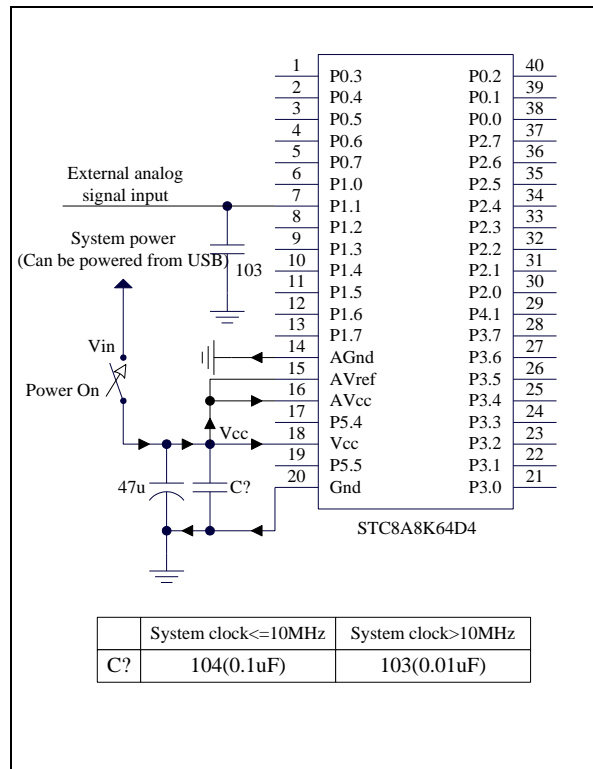 1 P0.3 P0.2 40
2 P0.4 P0.1 39
3 P0.5 P0.0 38
4 P0.6 P2.7 37
5 P0.7 P2.6 36
6 P1.0 P2.5 35
External analog
signal input
7 P1.1 P2.4 34
8 P1.2 P2.3 33
System power
(Can be powered from USB)
9 P1.3 P2.2 32
103
10 P1.4 P2.1 31
11 P1.5 P2.0 30
12 P1.6 P4.1 29
13 P1.7 P3.7 28
Vin
14 AGnd P3.6 27
15 AVref P3.5 26
Power On
16 AVcc P3.4 25
17 P5.4 P3.3 24
Vcc
18 Vcc P3.2 23
19 P5.5 P3.1 22
47u
C?
20 Gnd P3.0 21
STC8A8K64D4
System clock<=10MHz System clock>10MHz
C? 104(0.1uF) 103(0.01uF)